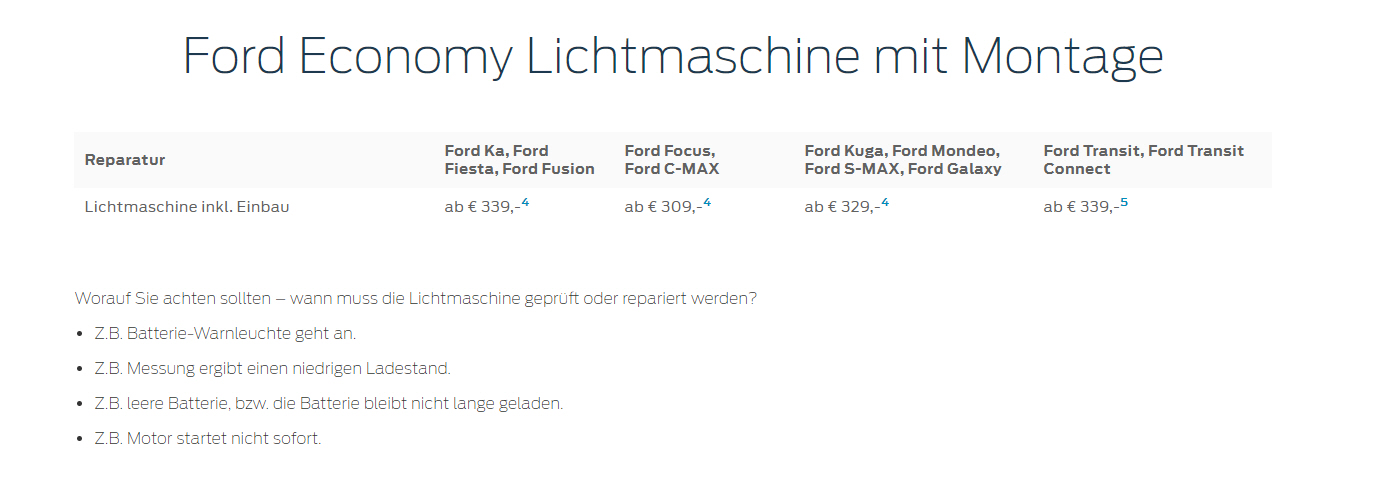 Ford Economy Lichtmaschine mit Montage
Reparatur
Ford Ka, Ford
Fiesta, Ford Fusion
Ford Focus,
Ford C-MAX
Ford Kuga, Ford Mondeo,
Ford S-MAX, Ford Galaxy
Ford Transit, Ford Transit
Connect
Lichtmaschine inkl. Einbau
ab € 339,-4
ab € 309,-4
ab € 329,-4
ab € 339,-5
Worauf Sie achten sollten – wann muss die Lichtmaschine geprüft oder repariert werden?
• Z.B. Batterie-Warnleuchte geht an.
• Z.B. Messung ergibt einen niedrigen Ladestand.
• Z.B. leere Batterie, bzw. die Batterie bleibt nicht lange geladen.
• Z.B. Motor startet nicht sofort.